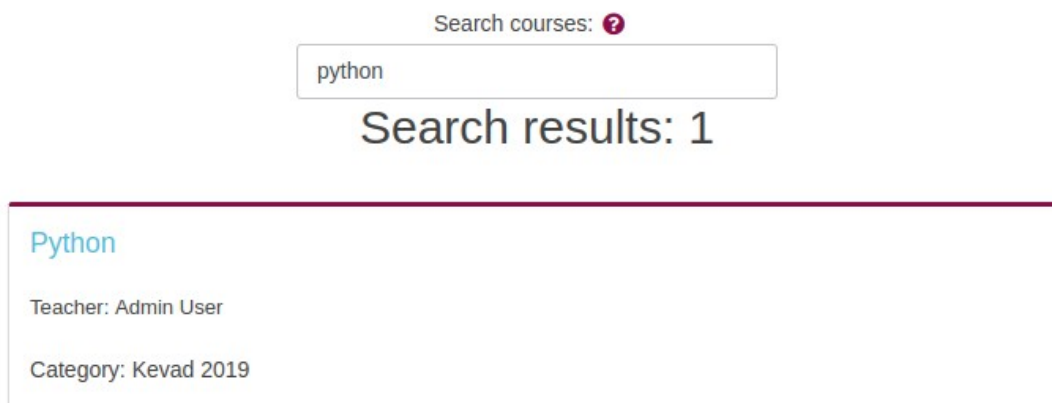 Search courses: ?
python
Search results: 1
Python
Teacher: Admin User
Category: Kevad 2019